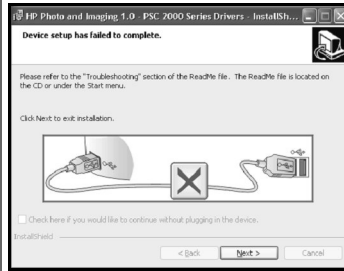 HP Photo and Imaging 1.0 - PSC 2000 Series Drivers - InstallSh...
Device setup has failed to complete.
Please refer to the "Troubleshooting" section of the ReadMe file. The ReadMe file is located on
the CD or under the Start menu.
Click Next to exit installation.
Check here if you would like to continue without plugging in the device.
InstallShield
< Back
Next >
Cancel